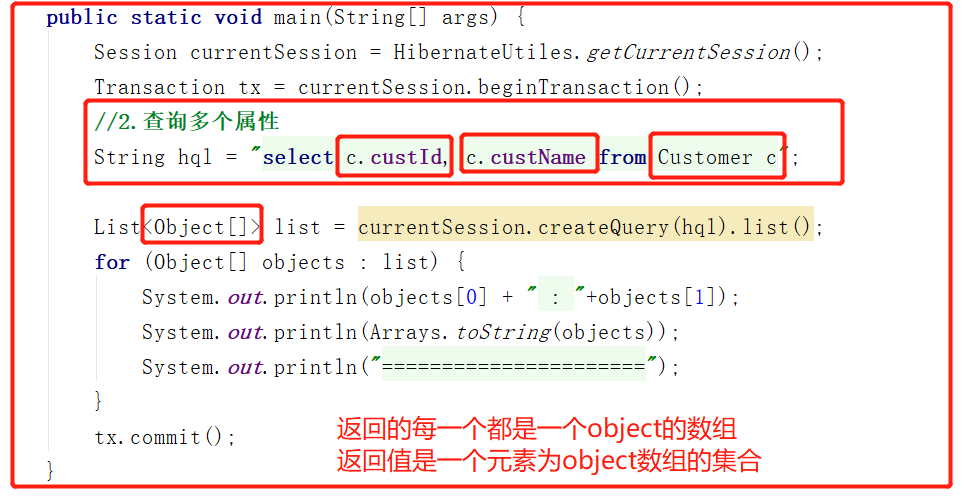 public static void main(String[] args) {
Session currentSession = HibernateUtiles.getCurrentSession();
Transaction tx = currentSession.beginTransaction();
//2.查询多个属性
String hql = "select c.custId, c.custName from Customer c";
List<Object[]> list = currentSession.createQuery(hql).list();
for (Object[] objects : list) {
System.out.println(objects[0] + " : "+objects[1]);
System.out.println(Arrays.toString(objects));
System.out.println("======================");
}
tx.commit();
返回的每一个都是一个object的数组
返回值是一个元素为object数组的集合
}